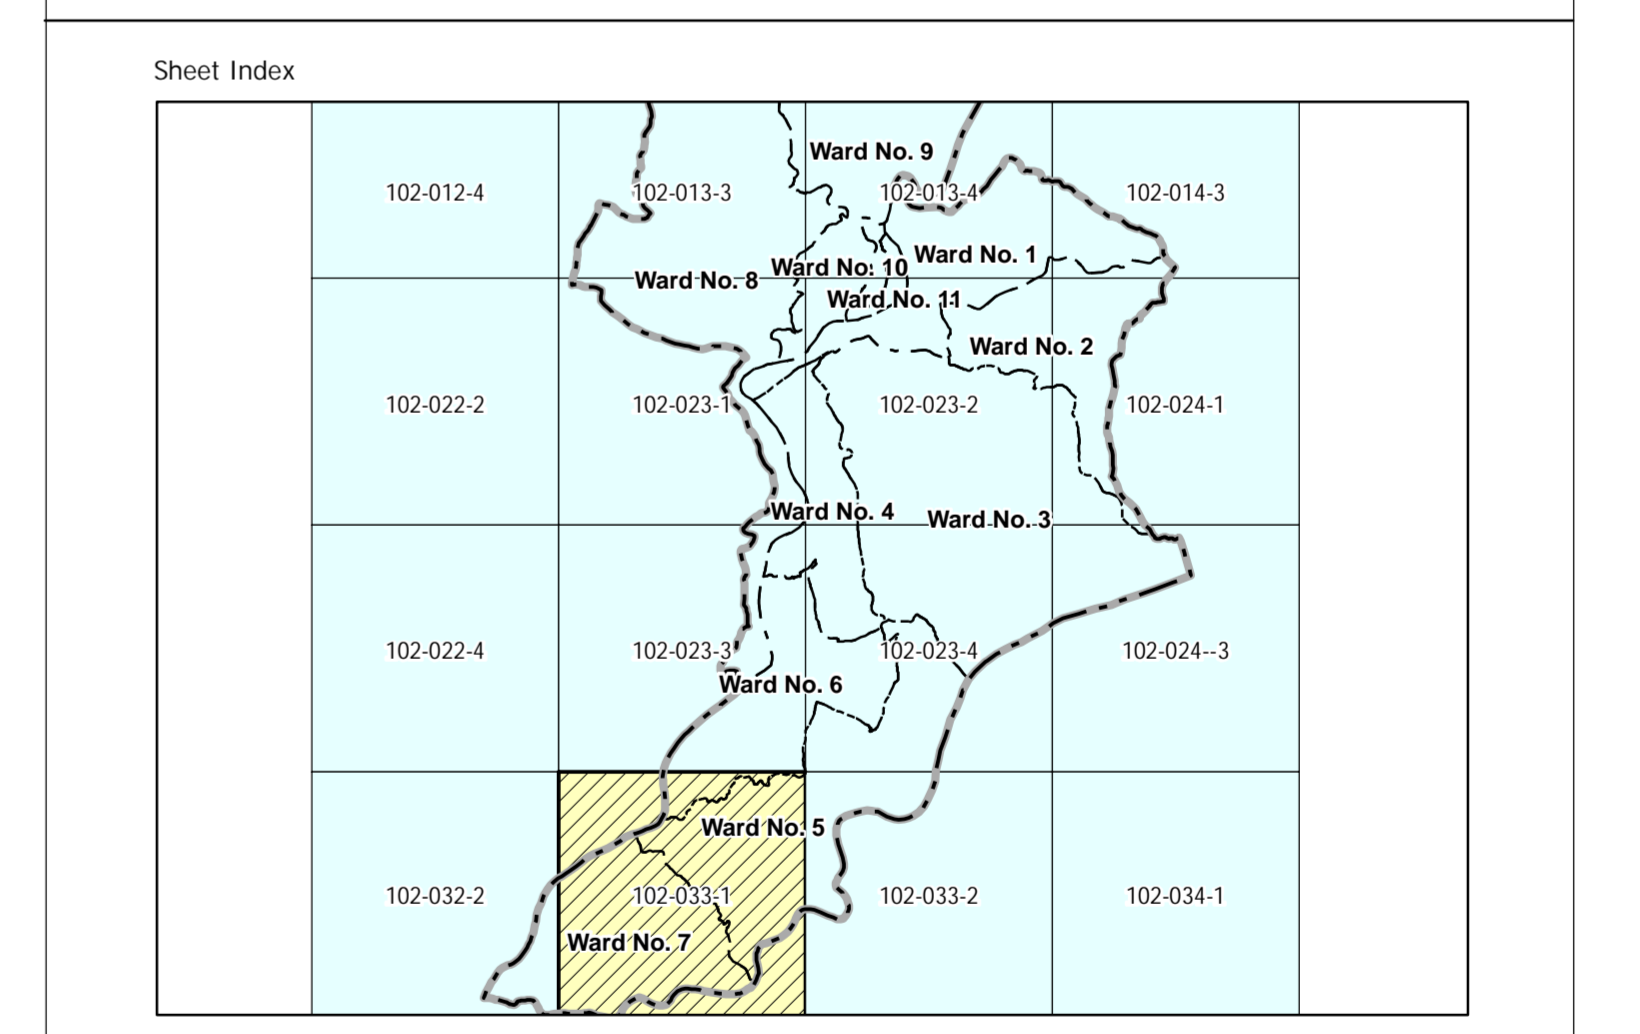 Sheet Index
Ward No. 9
102-012-4
102-013-3
102-013-4
102-014-3
Ward No. 1
Ward No. 10
Ward No. 8
Ward No. 11
Ward No. 2
102-022-2
102-023-1
102-023-2
102-024-1
Ward No. 4
Ward No. 3
102-022-4
102-023-3
102-023-4
102-024--3
Ward No. 6
Ward No. 5
102-032-2
102-033-1
102-033-2
102-034-1
Ward No. 7